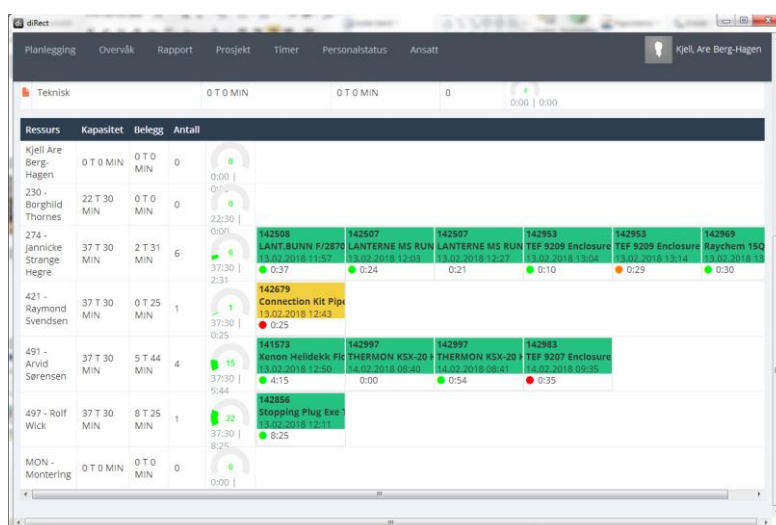 diRect
Planlegging Overvåk Rapport Prosjekt Timer Personalstatus Ansatt Kjell, Are Berg-Hagen
Teknisk 0 T 0 MIN 0 T 0 MIN 0
0:00 | 0:00
Ressurs Kapasitet Belegg Antall
Kjell Are Berg-Hagen 0 T 0 MIN 0 T 0 MIN 0 0
0:00 |
230 - Borghild Thornes 22 T 30 MIN 0 T 0 MIN 0 0
22:30 |
0:00
274 - Jannicke Strange Hegre 37 T 30 MIN 2 T 31 MIN 6 6
37:30 |
2:31
142508 142507 142507 142953 142953 142969
LANT.BUNN F/2870 LANTERNE MS RUN LANTERNE MS RUN TEF 9209 Enclosure TEF 9209 Enclosure Raychem 15Q
13.02.2018 11:57 13.02.2018 12:03 13.02.2018 12:27 13.02.2018 13:04 13.02.2018 13:14 13.02.2018 13
0:37 0:24 0:21 0:10 0:29 0:30
421 - Raymond Svendsen 37 T 30 MIN 0 T 25 MIN 1 1
37:30 |
0:25
142679
Connection Kit Pipe
13.02.2018 12:43
0:25
491 - Arvid Sørensen 37 T 30 MIN 5 T 44 MIN 4 15
37:30 |
5:44
141573 142997 142997 142983
Xenon Helidekk Flo THERMON KSX-20 H THERMON KSX-20 H TEF 9207 Enclosure
13.02.2018 12:50 14.02.2018 08:40 14.02.2018 08:41 14.02.2018 09:35
4:15 0:00 0:54 0:35
497 - Rolf Wick 37 T 30 MIN 8 T 25 MIN 1 22
37:30 |
8:25
142856
Stopping Plug Exe
13.02.2018 12:11
8:25
MON - Montering 0 T 0 MIN 0 T 0 MIN 0 0
0:00 |